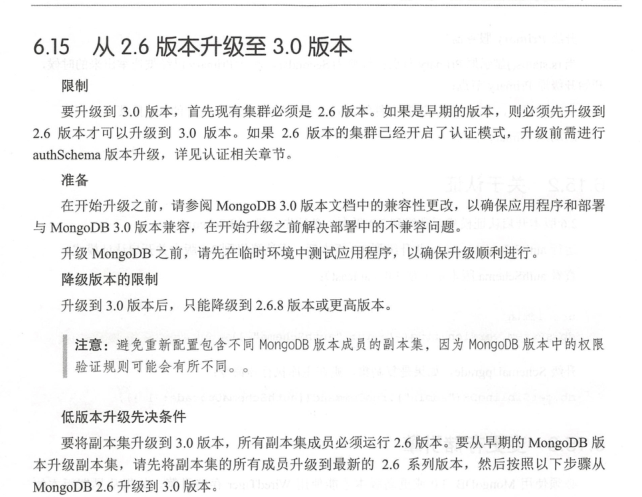 6.15 从 2.6 版本升级至 3.0 版本
限制
要升级到 3.0 版本，首先现有集群必须是 2.6 版本。如果是早期的版本，则必须先升级到
2.6 版本才可以升级到 3.0 版本。如果 2.6 版本的集群已经开启了认证模式，升级前需进行
authSchema 版本升级，详见认证相关章节。
准备
在开始升级之前，请参阅 MongoDB 3.0 版本文档中的兼容性更改，以确保应用程序和部署
与 MongoDB 3.0 版本兼容，在开始升级之前解决部署中的不兼容问题。
升级 MongoDB 之前，请先在临时环境中测试应用程序，以确保升级顺利进行。
降级版本的限制
升级到 3.0 版本后，只能降级到 2.6.8 版本或更高版本。
注意：避免重新配置包含不同 MongoDB 版本成员的副本集，因为 MongoDB 版本中的权限
验证规则可能会有所不同。。
低版本升级先决条件
要将副本集升级到 3.0 版本，所有副本集成员必须运行 2.6 版本。要从早期的 MongoDB 版
本升级副本集，请先将副本集的所有成员升级到最新的 2.6 系列版本，然后按照以下步骤从
MongoDB 2.6 升级到 3.0 版本。